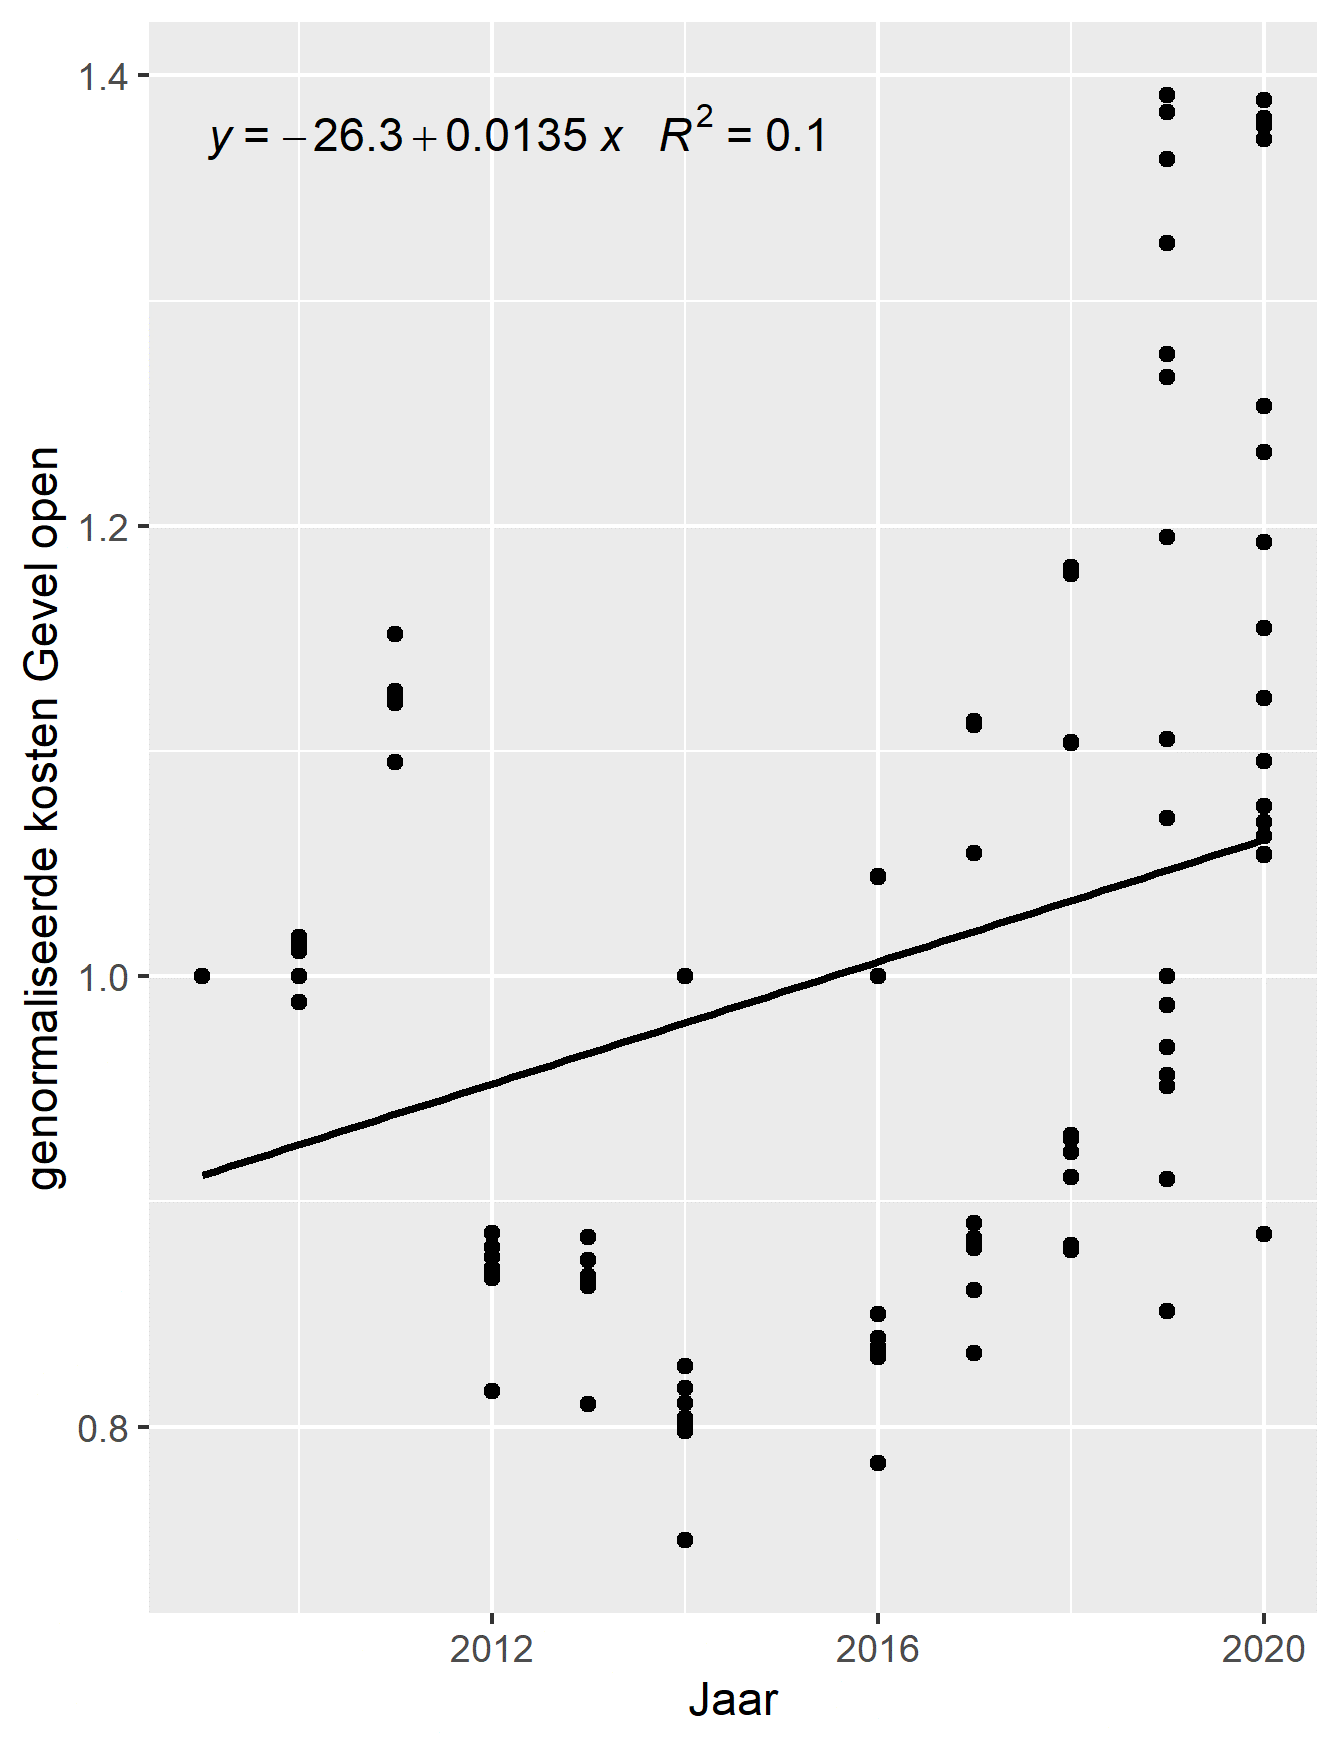 y = −26.3 + 0.0135 x R² = 0.1
1.4
1.2
1.0
0.8
genormaliseerde kosten Gevel open
2012 2016 2020
Jaar